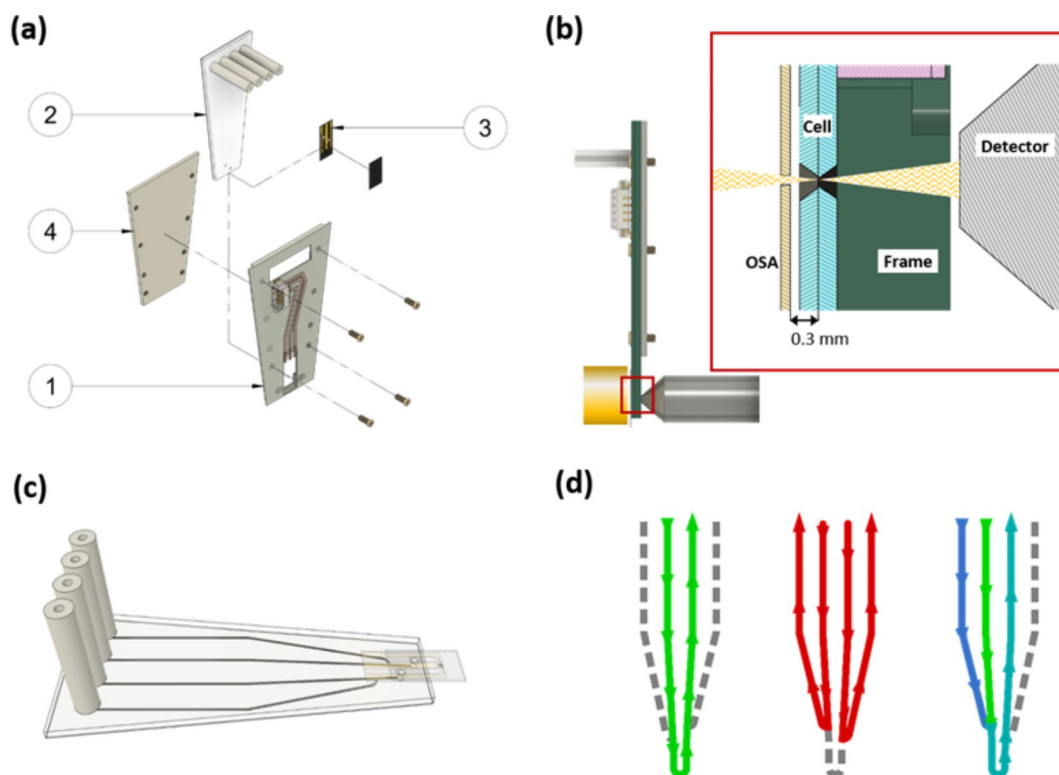 (a)
2
3
4
1
(b)
Cell
Detector
OSA
Frame
0.3 mm
(c)
(d)